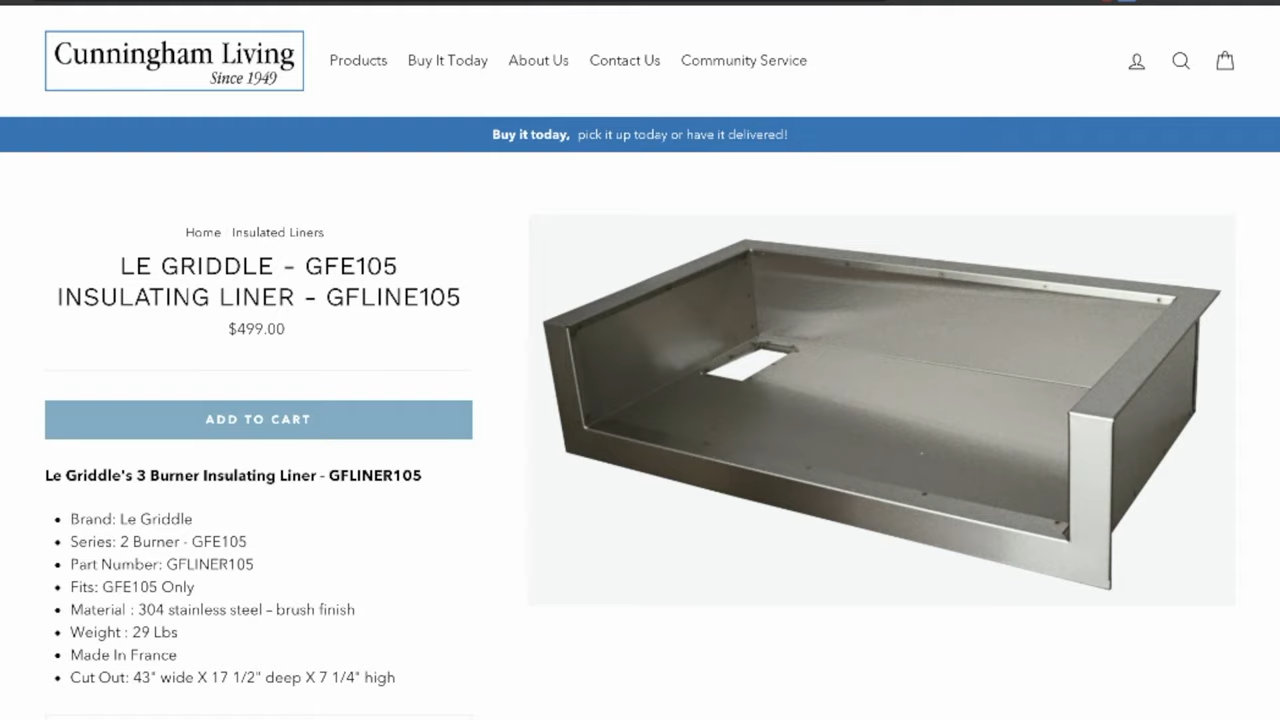 Cunningham Living
Since 1949
Products Buy It Today About Us Contact Us Community Service
Buy it today, pick it up today or have it delivered!
Home / Insulated Liners
LE GRIDDLE - GFE105
INSULATING LINER - GFLINE105
$499.00
ADD TO CART
Le Griddle's 3 Burner Insulating Liner - GFLINER105
Brand: Le Griddle
Series: 2 Burner - GFE105
Part Number: GFLINER105
Fits: GFE105 Only
Material : 304 stainless steel – brush finish
Weight : 29 Lbs
Made In France
Cut Out: 43" wide X 17 1/2" deep X 7 1/4" high